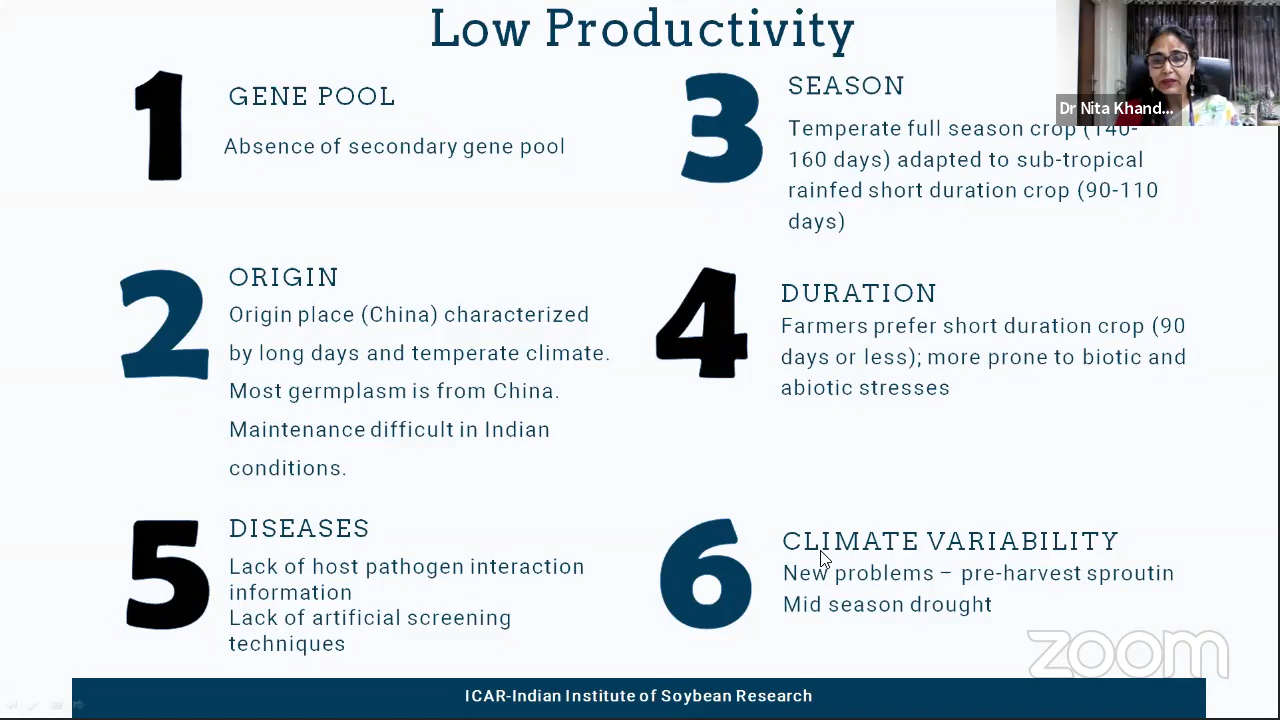 Low Productivity
1
GENE POOL
Absence of secondary gene pool
2
ORIGIN
Origin place (China) characterized
by long days and temperate climate.
Most germplasm is from China.
Maintenance difficult in Indian
conditions.
3
SEASON
Temperate full season crop (140-
160 days) adapted to sub-tropical
rainfed short duration crop (90-110
days)
4
DURATION
Farmers prefer short duration crop (90
days or less); more prone to biotic and
abiotic stresses
5
DISEASES
Lack of host pathogen interaction
information
Lack of artificial screening
techniques
6
CLIMATE VARIABILITY
New problems – pre-harvest sproutin
Mid season drought
Dr Nita Khand...
zoom
ICAR-Indian Institute of Soybean Research